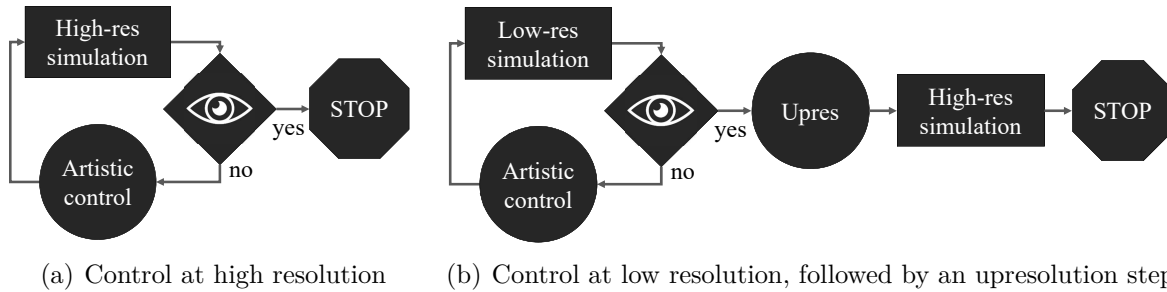 High-res
simulation
yes
STOP
no
Artistic
control
(a) Control at high resolution
Low-res
simulation
yes
Upres
High-res
simulation
STOP
no
Artistic
control
(b) Control at low resolution, followed by an upresolution step